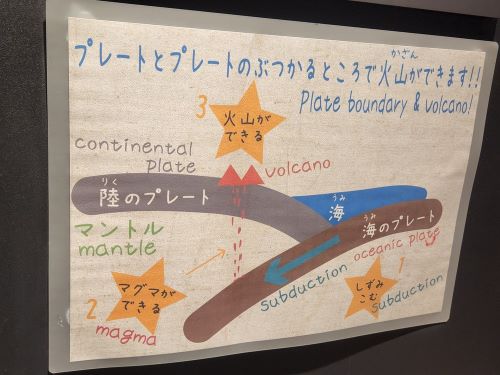 かざん
プレートとプレートのぶつかるところで火山ができます!!
Plate boundary & volcano!
3
火山が
できる
continental
plate
volcano
りく
陸のプレート
うみ
海
うみ
海のプレート
oceanic plate
マントル
mantle
subduction
1
しずみ
こむ
subduction
2
マグマが
できる
magma